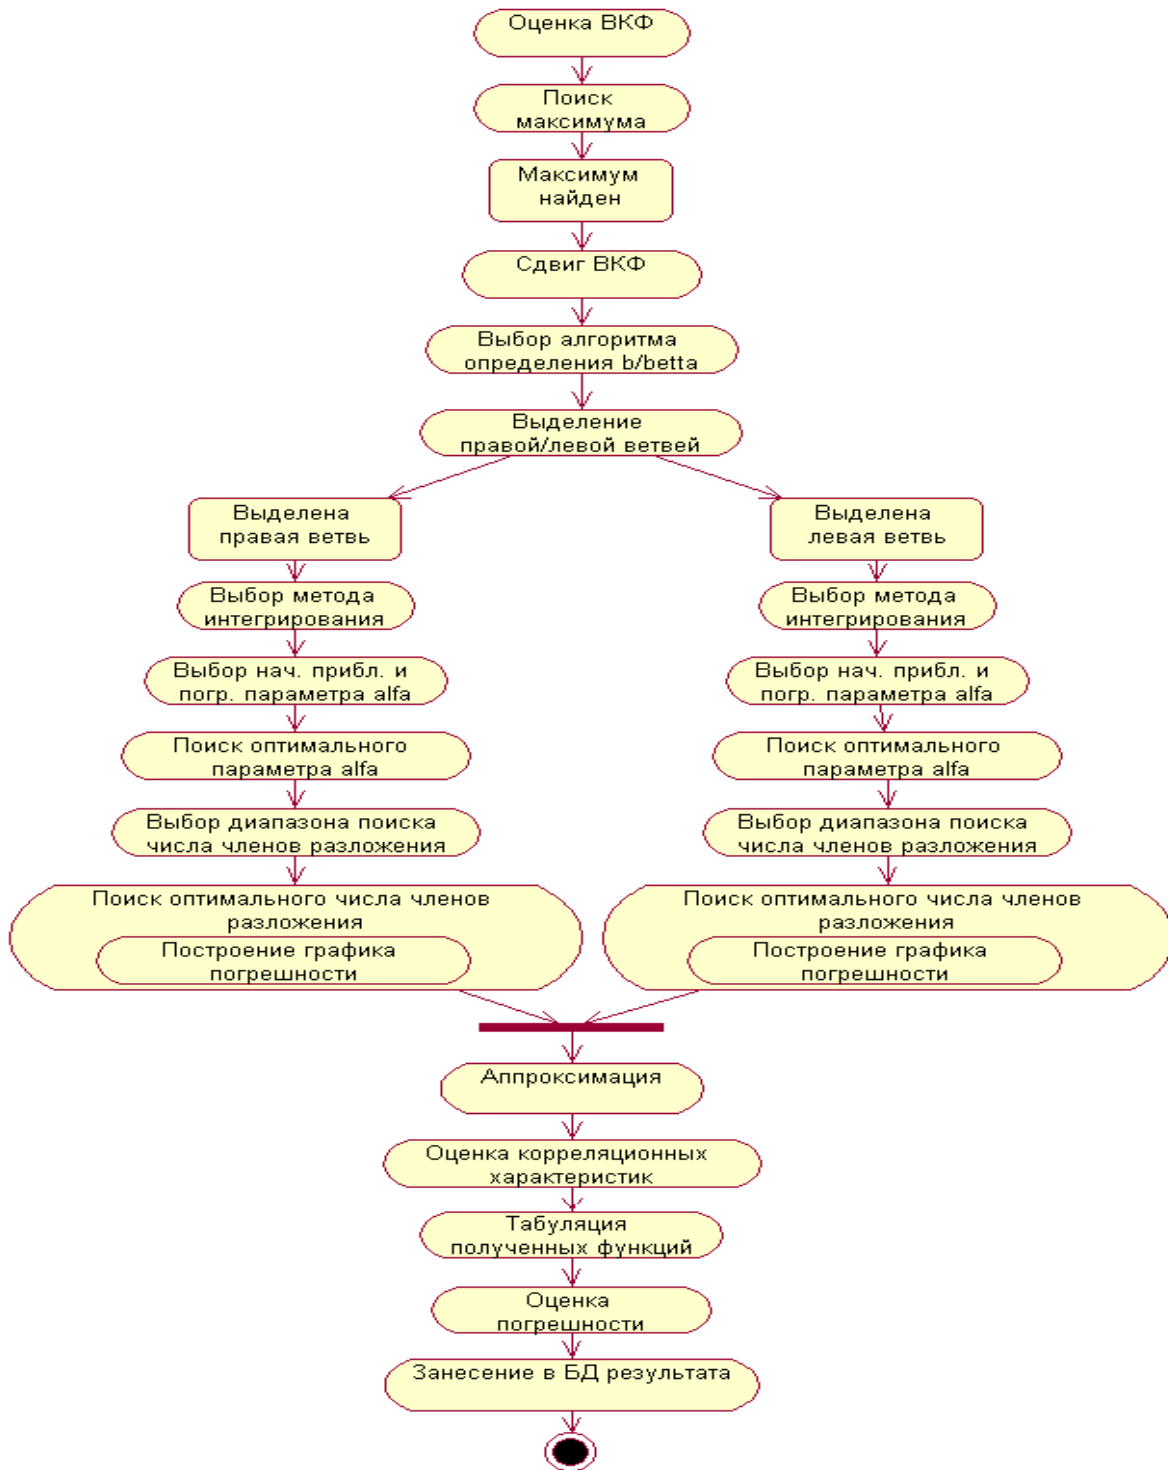 Оценка ВКФ
Поиск
максимума
Максимум
найден
Сдвиг ВКФ
Выбор алгоритма
определения b/betta
Выделение
правой/левой ветвей
Выделена
правая ветвь
Выбор метода
интегрирования
Выбор нач. прибл. и
погр. параметра alfa
Поиск оптимального
параметра alfa
Выбор диапазона поиска
числа членов разложения
Поиск оптимального числа членов
разложения
Построение графика
погрешности
Выделена
левая ветвь
Выбор метода
интегрирования
Выбор нач. прибл. и
погр. параметра alfa
Поиск оптимального
параметра alfa
Выбор диапазона поиска
числа членов разложения
Поиск оптимального числа членов
разложения
Построение графика
погрешности
Аппроксимация
Оценка корреляционных
характеристик
Табуляция
полученных функций
Оценка
погрешности
Занесение в БД результата